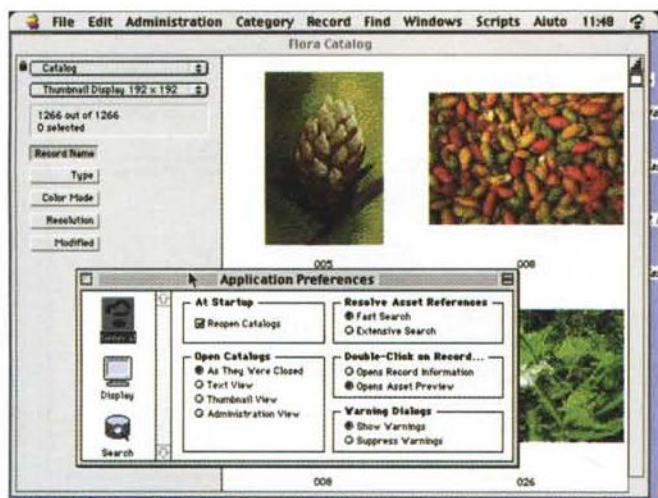 File Edit Administration Category Record Find Windows Scripts Aiuto 11:48
Flora Catalog
Catalog
Thumbnail Display 192 x 192
1266 out of 1266
0 selected
Record Name
Type
Color Mode
Resolution
Modified
005 008
Application Preferences
At Startup
Reopen Catalogs
Resolve Asset References
Fast Search
Extensive Search
Open Catalogs
As They Were Closed
Text View
Thumbnail View
Administration View
Double-Click on Record...
Opens Record Information
Opens Asset Preview
Warning Dialogs
Show Warnings
Suppress Warnings
Display
Search
008 026